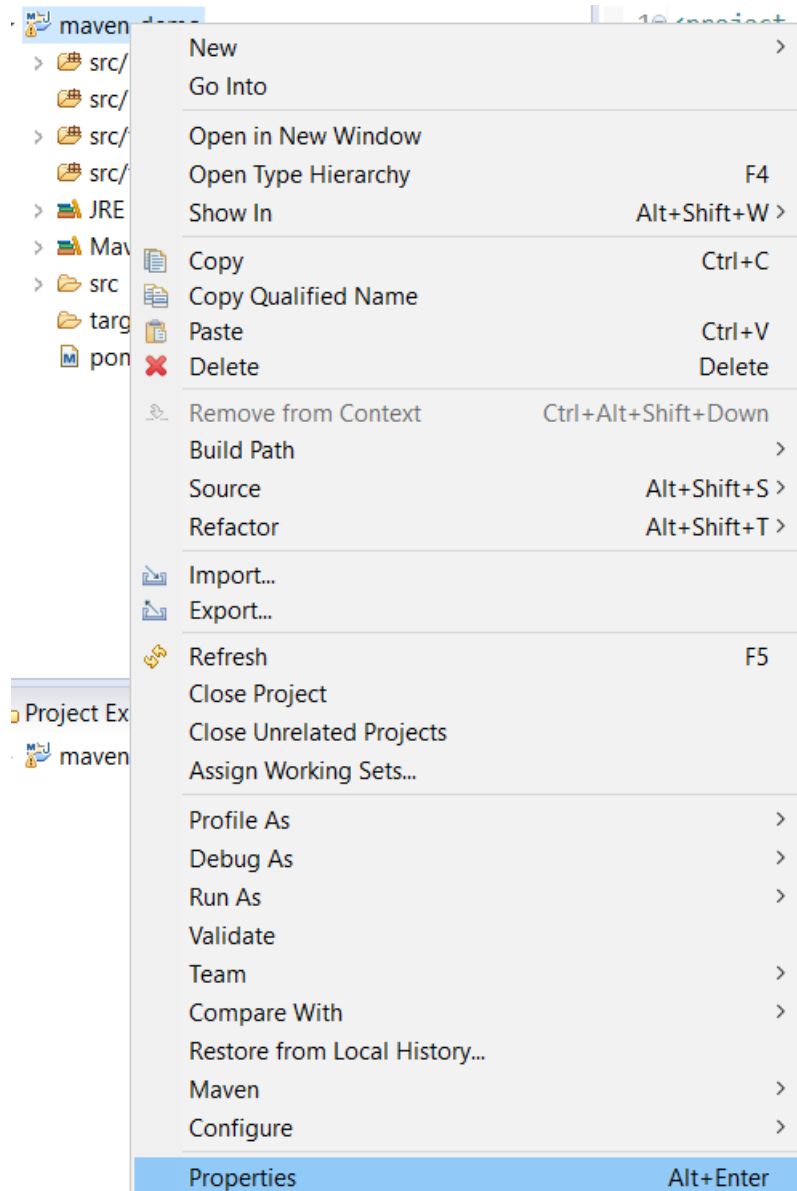 maven
src/
src/
src/
src/
JRE
src
1 <project
New
Go Into
Open in New Window
Open Type Hierarchy F4
Show In Alt+Shift+W >
Copy Ctrl+C
Copy Qualified Name
Paste Ctrl+V
Delete Delete
Remove from Context Ctrl+Alt+Shift+Down
Build Path >
Source Alt+Shift+S >
Refactor Alt+Shift+T >
Import...
Export...
Refresh F5
Close Project
Close Unrelated Projects
Assign Working Sets...
Profile As >
Debug As >
Run As >
Validate
Team >
Compare With >
Restore from Local History...
Maven >
Configure >
Properties Alt+Enter
Project Ex
maven